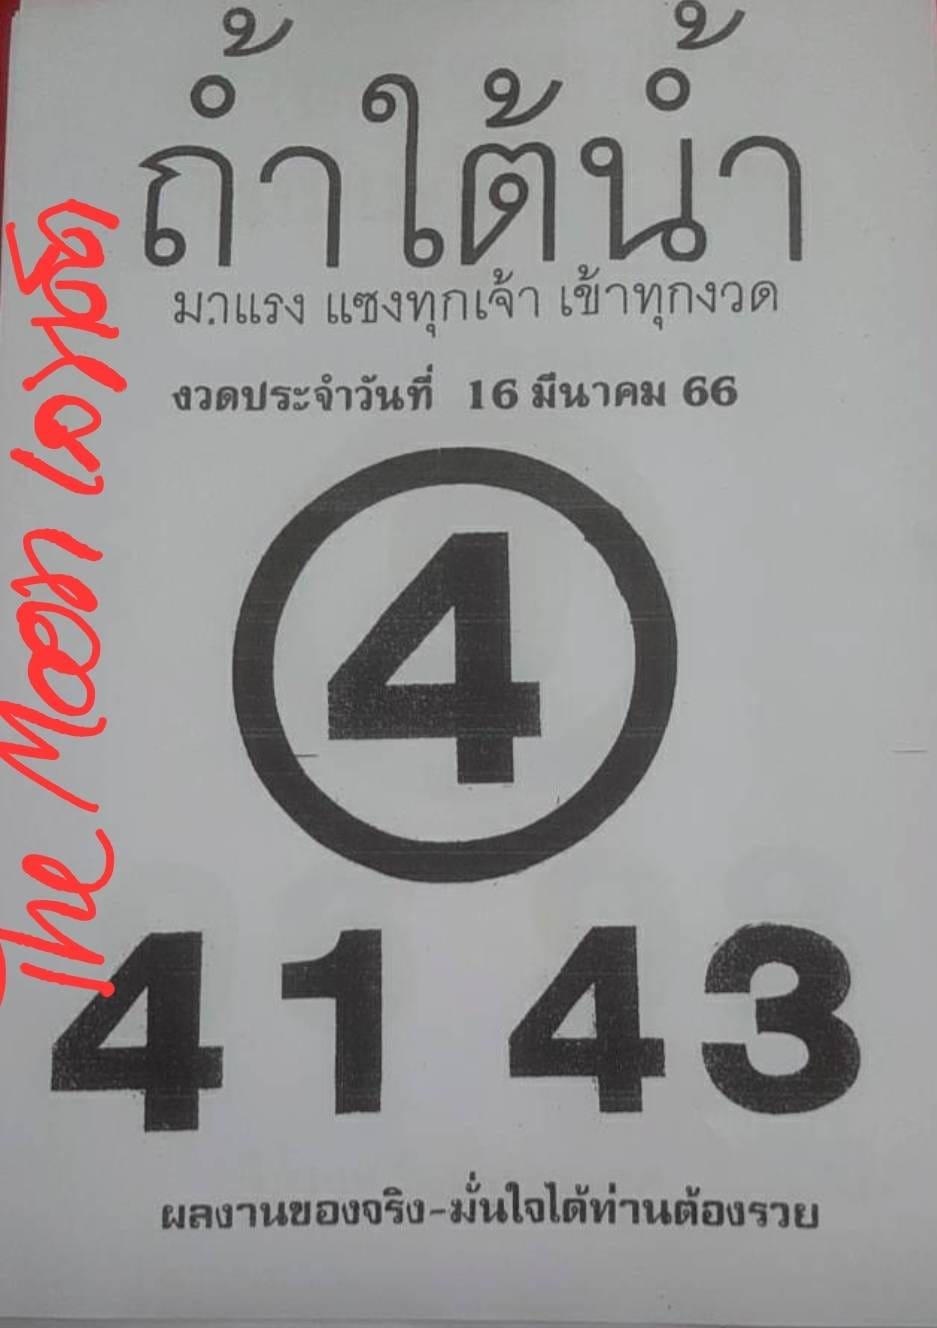 ถ้ำใต้น้ำ
มาแรง แซงทุกเจ้า เข้าทุกงวด
งวดประจำวันที่ 16 มีนาคม 66
4
41 43
ผลงานของจริง-มั่นใจได้ท่านต้องรวย
The Moon